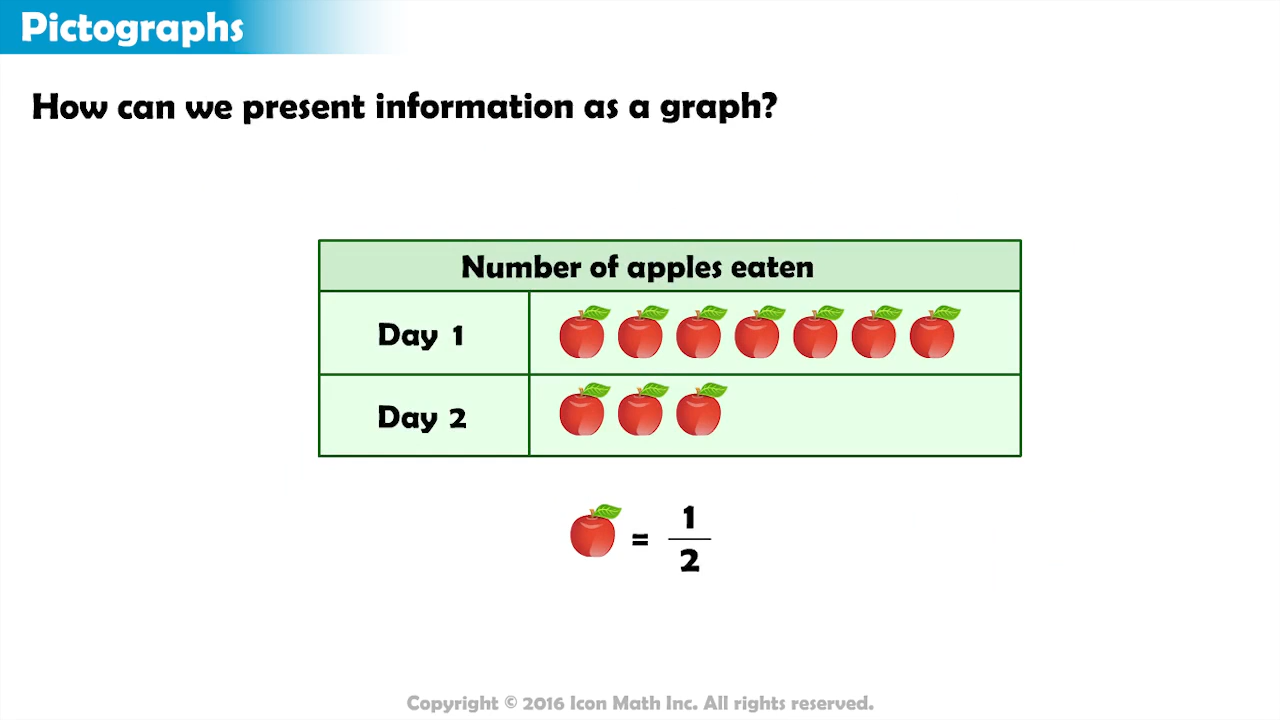 Pictographs
How can we present information as a graph?
Number of apples eaten
Day 1
Day 2
= 1/2
Copyright © 2016 Icon Math Inc. All rights reserved.